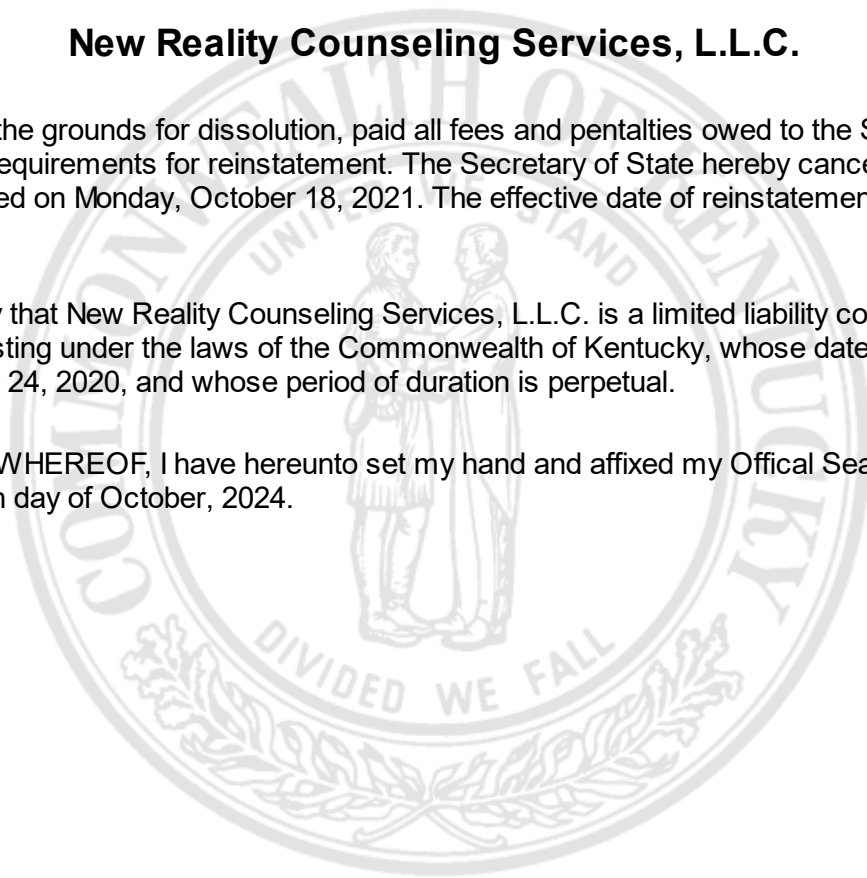 New Reality Counseling Services, L.L.C.
the grounds for dissolution, paid all fees and pentalties owed to the S
equirements for reinstatement. The Secretary of State hereby cance
ed on Monday, October 18, 2021. The effective date of reinstatemen
y that New Reality Counseling Services, L.L.C. is a limited liability co
sting under the laws of the Commonwealth of Kentucky, whose date
24, 2020, and whose period of duration is perpetual.
WHEREOF, I have hereunto set my hand and affixed my Offical Sea
h day of October, 2024.
COMMONWEALTH OF KENTUCKY
UNITED WE STAND
DIVIDED WE FALL